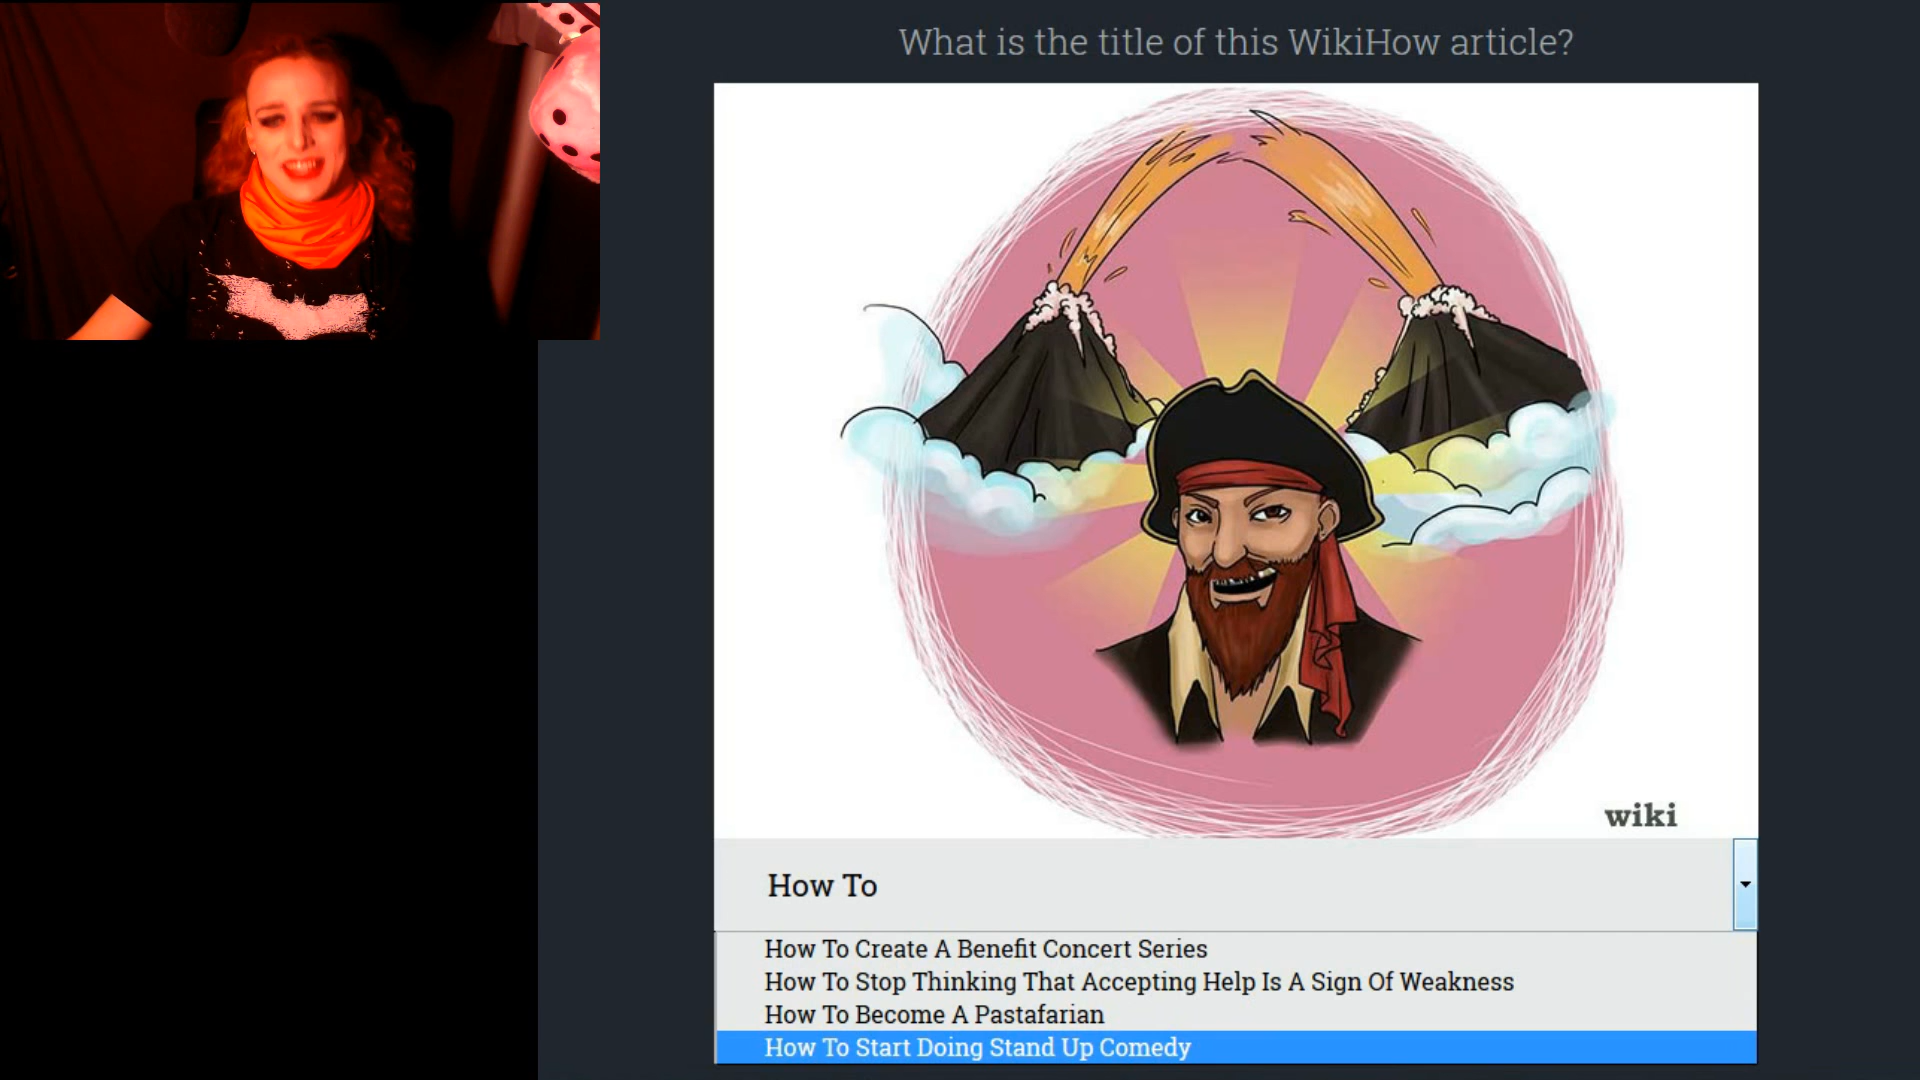 What is the title of this WikiHow article?
wiki
How To
How To Create A Benefit Concert Series
How To Stop Thinking That Accepting Help Is A Sign Of Weakness
How To Become A Pastafarian
How To Start Doing Stand Up Comedy